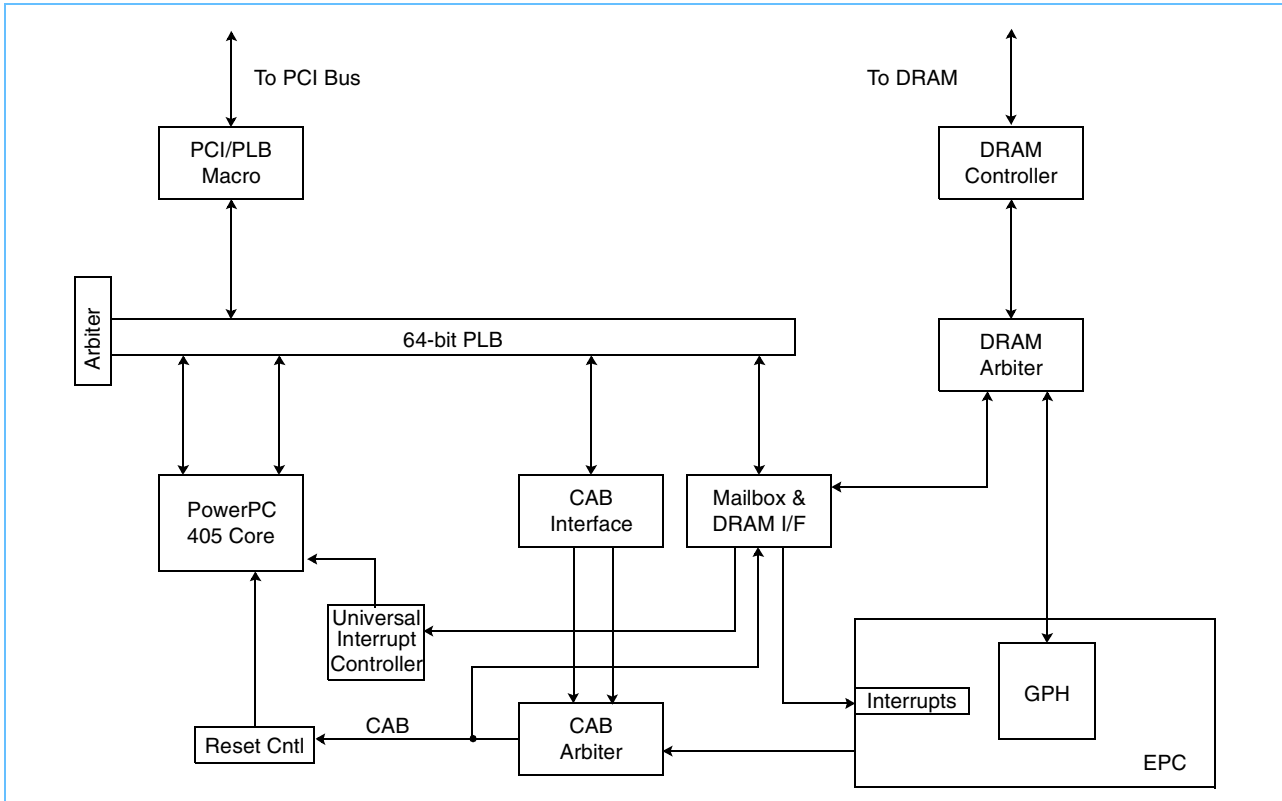 To PCI Bus
To DRAM
PCI/PLB
Macro
DRAM
Controller
Arbiter
64-bit PLB
DRAM
Arbiter
PowerPC
405 Core
CAB
Interface
Mailbox &
DRAM I/F
Universal
Interrupt
Controller
Interrupts
GPH
EPC
CAB
Reset Cntl
CAB
Arbiter